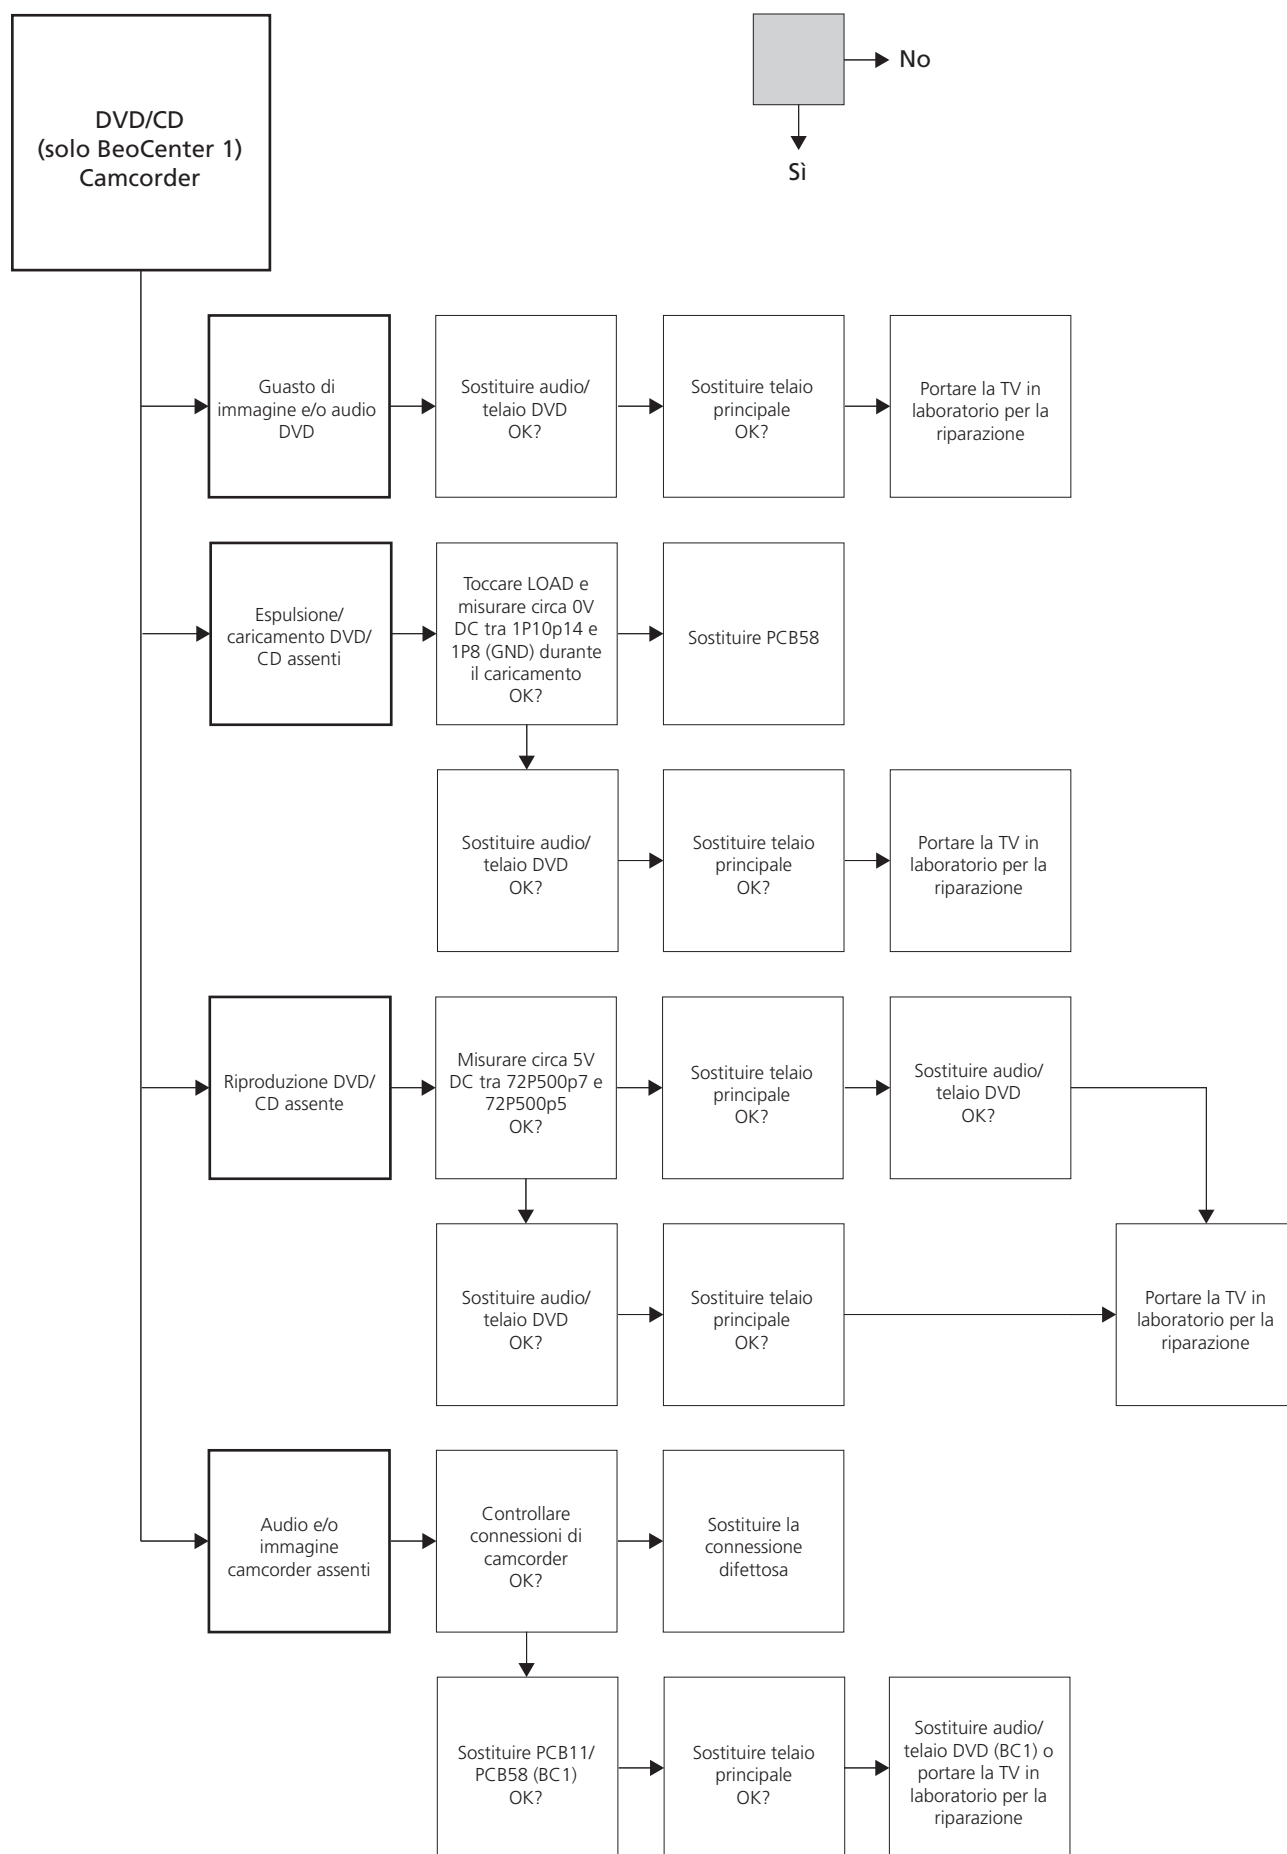 DVD/CD
(solo BeoCenter 1)
Camcorder
No
Sì
Guasto di
immagine e/o audio
DVD
Sostituire audio/
telaio DVD
OK?
Sostituire telaio
principale
OK?
Portare la TV in
laboratorio per la
riparazione
Espulsione/
caricamento DVD/
CD assenti
Toccare LOAD e
misurare circa 0V
DC tra 1P10p14 e
1P8 (GND) durante
il caricamento
OK?
Sostituire PCB58
Sostituire audio/
telaio DVD
OK?
Sostituire telaio
principale
OK?
Portare la TV in
laboratorio per la
riparazione
Riproduzione DVD/
CD assente
Misurare circa 5V
DC tra 72P500p7 e
72P500p5
OK?
Sostituire telaio
principale
OK?
Sostituire audio/
telaio DVD
OK?
Sostituire audio/
telaio DVD
OK?
Sostituire telaio
principale
OK?
Portare la TV in
laboratorio per la
riparazione
Audio e/o
immagine
camcorder assenti
Controllare
connessioni di
camcorder
OK?
Sostituire la
connessione
difettosa
Sostituire PCB11/
PCB58 (BC1)
OK?
Sostituire telaio
principale
OK?
Sostituire audio/
telaio DVD (BC1) o
portare la TV in
laboratorio per la
riparazione